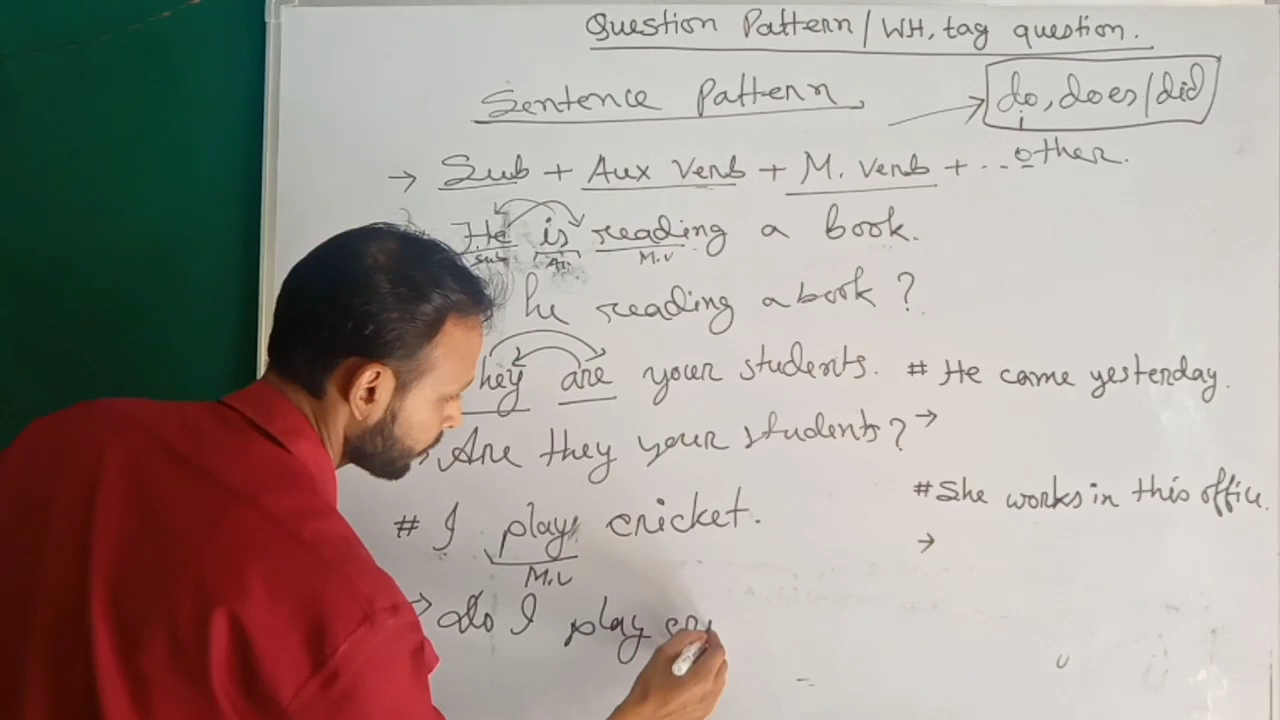 Question Pattern / WH, tag question.
Sentence Pattern
do, does / did
→ Sub + Aux Verb + M. Verb + ... other.
He is reading a book.
Sub M.V
he reading a book ?
hey are your students.
# He came yesterday.
Are they your students ?
→
# She works in this office.
# I play cricket.
M.V
→
→ do I play